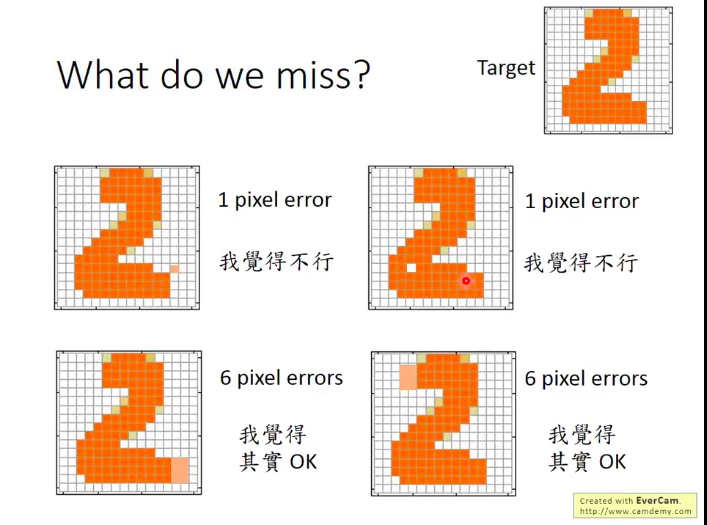 What do we miss?
Target
1 pixel error
我覺得不行
1 pixel error
我覺得不行
6 pixel errors
我覺得
其實 OK
6 pixel errors
我覺得
其實 OK
Created with EverCam.
http://www.camdemy.com